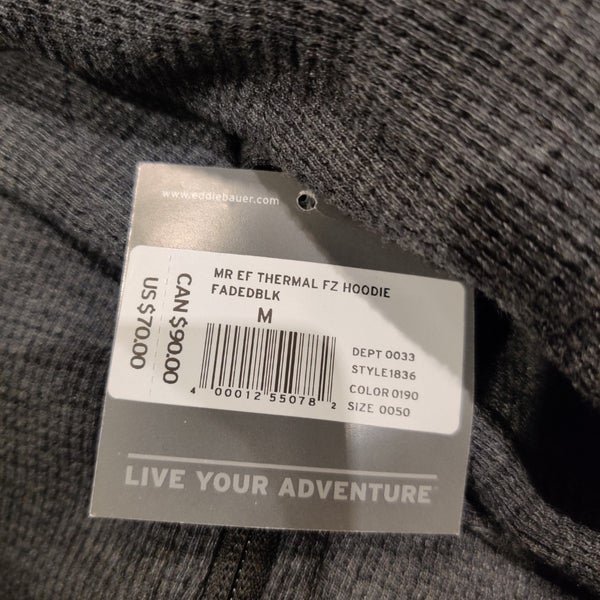 www.eddiebauer.com
MR EF THERMAL FZ HOODIE
FADEDBLK
M
CAN $90.00
US $70.00
DEPT 0033
STYLE1836
COLOR 0190
SIZE 0050
4 00012 55078 2
LIVE YOUR ADVENTURE